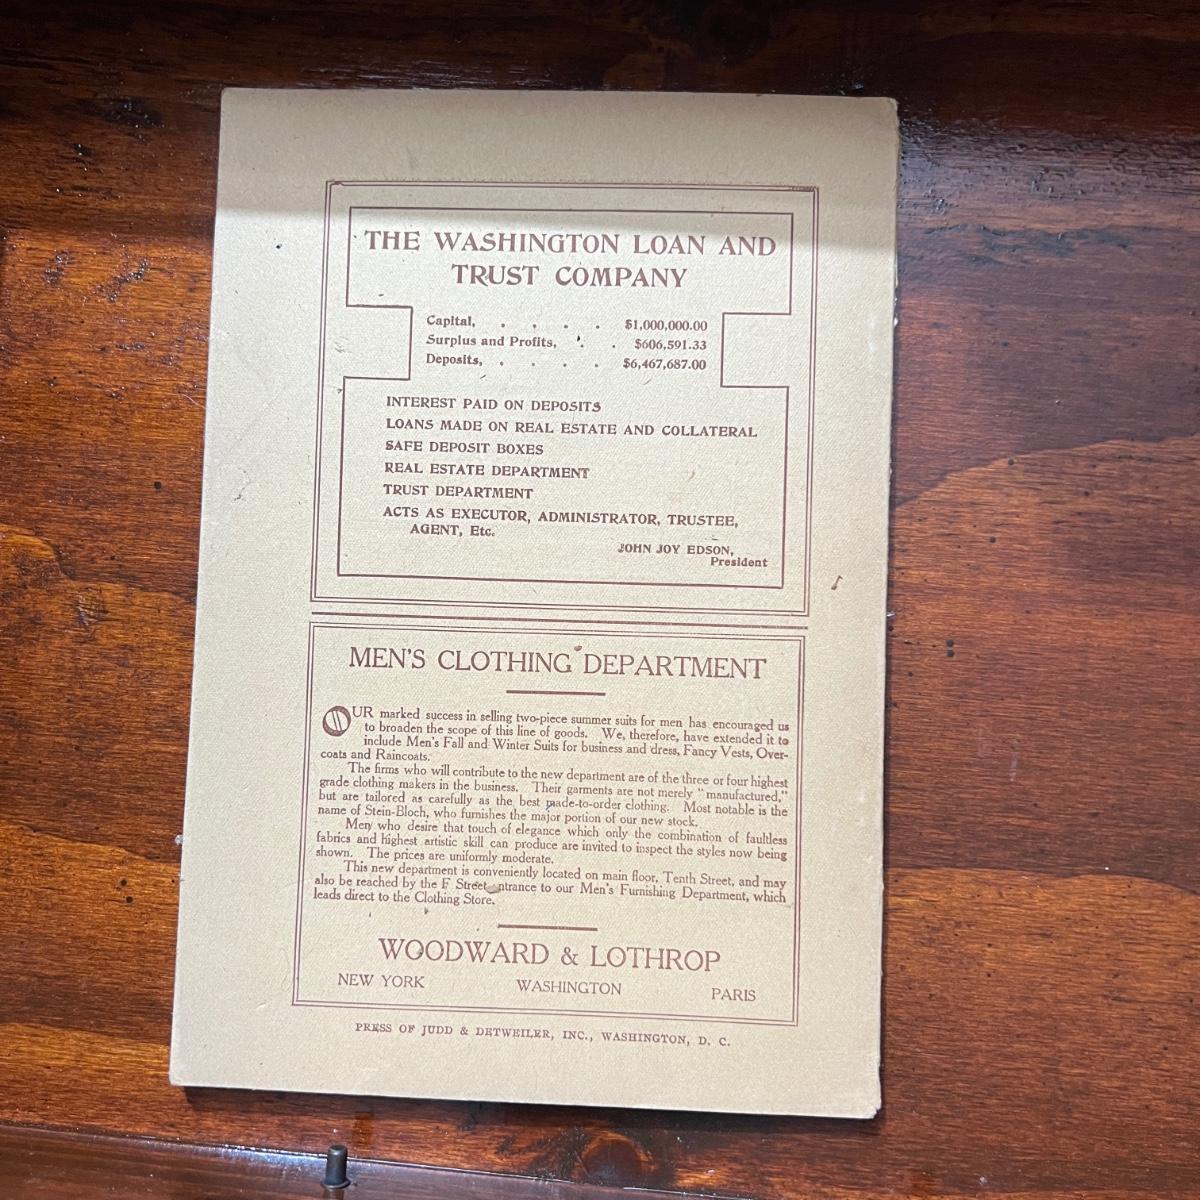 THE WASHINGTON LOAN AND
TRUST COMPANY
Capital, . . . . $1,000,000.00
Surplus and Profits, . . $606,591.33
Deposits, . . . . $6,467,687.00
INTEREST PAID ON DEPOSITS
LOANS MADE ON REAL ESTATE AND COLLATERAL
SAFE DEPOSIT BOXES
REAL ESTATE DEPARTMENT
TRUST DEPARTMENT
ACTS AS EXECUTOR, ADMINISTRATOR, TRUSTEE,
AGENT, Etc.
JOHN JOY EDSON,
President
MEN'S CLOTHING DEPARTMENT
OUR marked success in selling two-piece summer suits for men has encouraged us
to broaden the scope of this line of goods. We, therefore, have extended it to
include Men's Fall and Winter Suits for business and dress, Fancy Vests, Over-
coats and Raincoats.
The firms who will contribute to the new department are of the three or four highest
grade clothing makers in the business. Their garments are not merely "manufactured,"
but are tailored as carefully as the best made-to-order clothing. Most notable is the
name of Stein-Bloch, who furnishes the major portion of our new stock.
Men who desire that touch of elegance which only the combination of faultless
fabrics and highest artistic skill can produce are invited to inspect the styles now being
shown. The prices are uniformly moderate.
This new department is conveniently located on main floor, Tenth Street, and may
also be reached by the F Street entrance to our Men's Furnishing Department, which
leads direct to the Clothing Store.
WOODWARD & LOTHROP
NEW YORK WASHINGTON PARIS
PRESS OF JUDD & DETWEILER, INC., WASHINGTON, D. C.